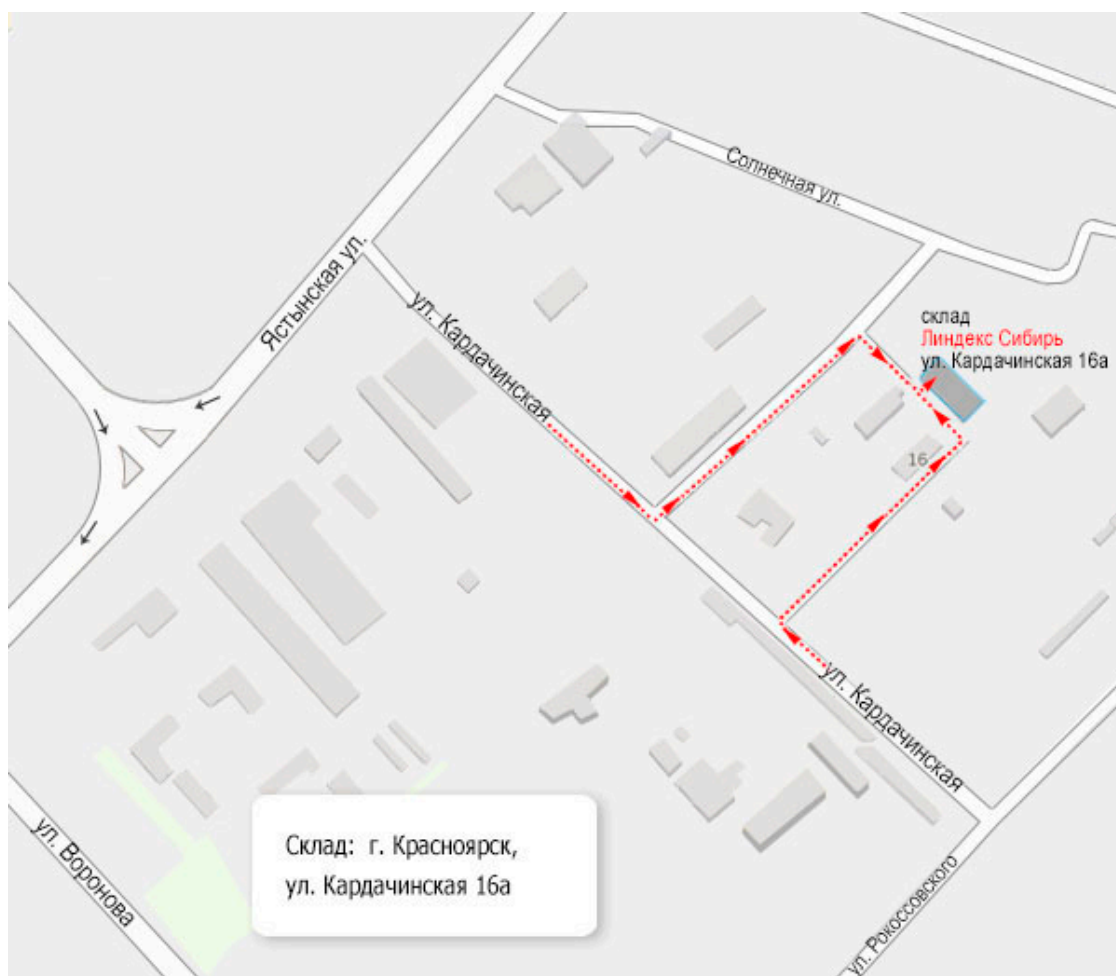 Солнечная ул.
Ястынская ул.
ул. Кардачинская
склад
Линдекс Сибирь
ул. Кардачинская 16а
16
ул. Кардачинская
ул. Воронова
Склад: г. Красноярск,
ул. Кардачинская 16а
ул. Рокоссовского